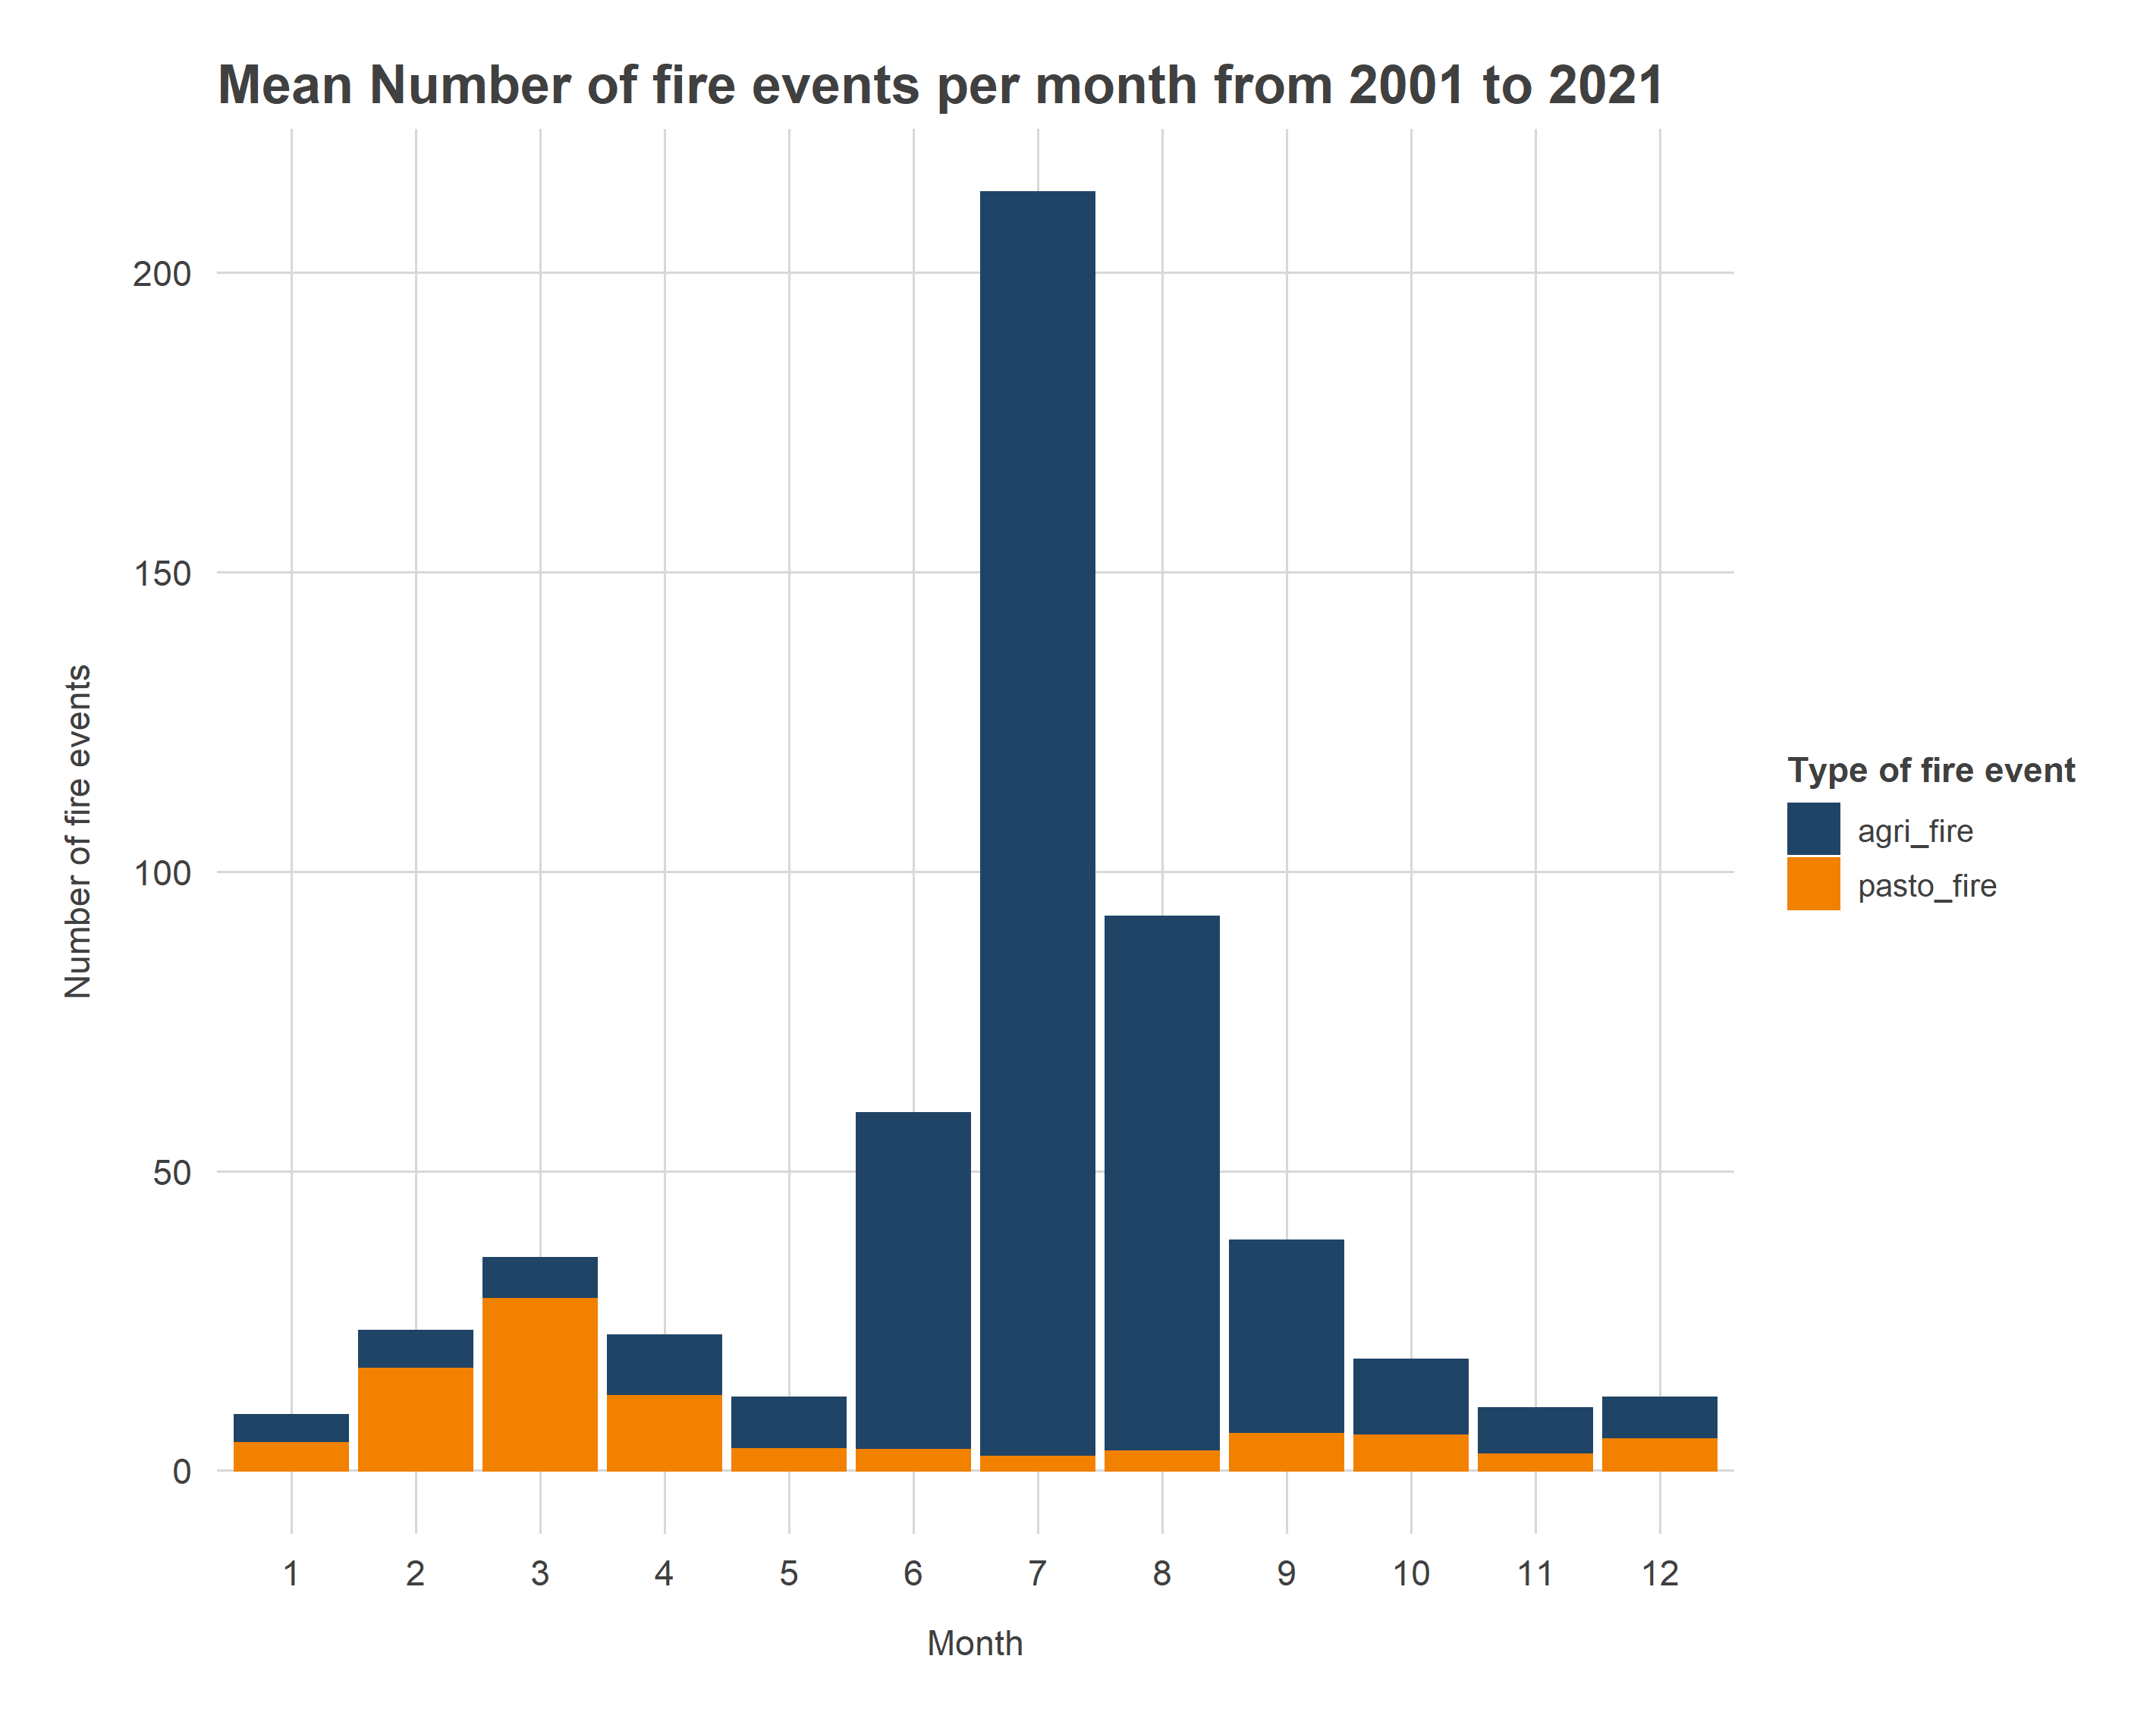 Mean Number of fire events per month from 2001 to 2021
Number of fire events
200
150
100
50
0
1 2 3 4 5 6 7 8 9 10 11 12
Month
Type of fire event
agri_fire
pasto_fire